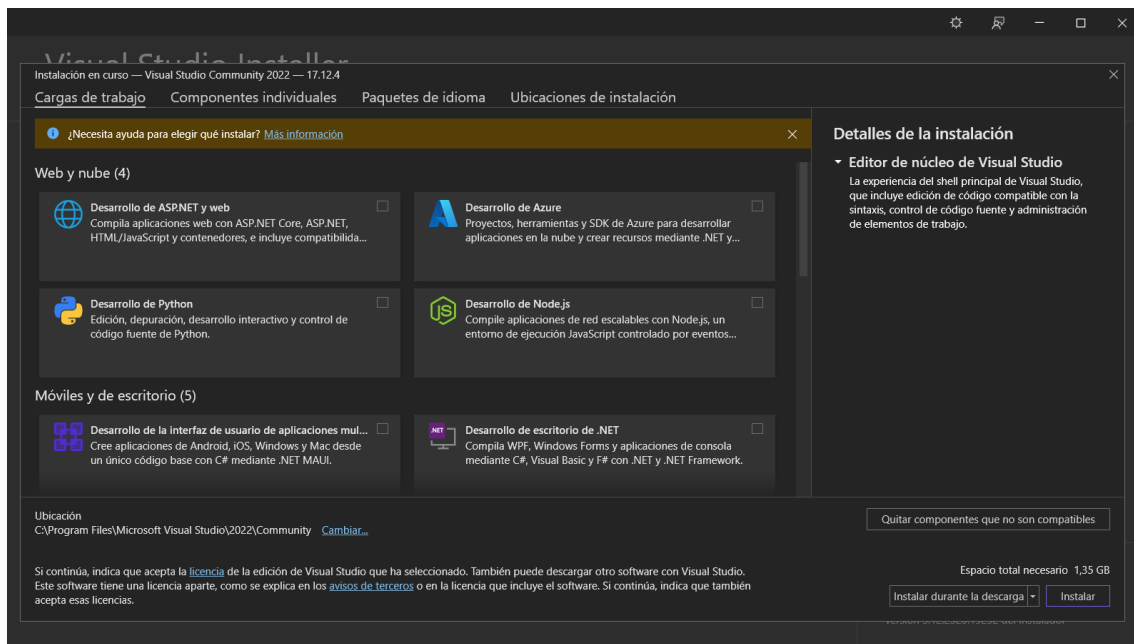 Visual Studio Installer
Instalación en curso — Visual Studio Community 2022 — 17.12.4
Cargas de trabajo Componentes individuales Paquetes de idioma Ubicaciones de instalación
¿Necesita ayuda para elegir qué instalar? Más información
Web y nube (4)
Desarrollo de ASP.NET y web
Compila aplicaciones web con ASP.NET Core, ASP.NET,
HTML/JavaScript y contenedores, e incluye compatibilida...
Desarrollo de Azure
Proyectos, herramientas y SDK de Azure para desarrollar
aplicaciones en la nube y crear recursos mediante .NET y...
Desarrollo de Python
Edición, depuración, desarrollo interactivo y control de
código fuente de Python.
JS
Desarrollo de Node.js
Compile aplicaciones de red escalables con Node.js, un
entorno de ejecución JavaScript controlado por eventos...
Móviles y de escritorio (5)
Desarrollo de la interfaz de usuario de aplicaciones mul...
Cree aplicaciones de Android, iOS, Windows y Mac desde
un único código base con C# mediante .NET MAUI.
.NET
Desarrollo de escritorio de .NET
Compila WPF, Windows Forms y aplicaciones de consola
mediante C#, Visual Basic y F# con .NET y .NET Framework.
Detalles de la instalación
Editor de núcleo de Visual Studio
La experiencia del shell principal de Visual Studio,
que incluye edición de código compatible con la
sintaxis, control de código fuente y administración
de elementos de trabajo.
Ubicación
C:\Program Files\Microsoft Visual Studio\2022\Community Cambiar...
Quitar componentes que no son compatibles
Si continúa, indica que acepta la licencia de la edición de Visual Studio que ha seleccionado. También puede descargar otro software con Visual Studio.
Este software tiene una licencia aparte, como se explica en los avisos de terceros o en la licencia que incluye el software. Si continúa, indica que también
acepta esas licencias.
Espacio total necesario 1,35 GB
Instalar durante la descarga Instalar